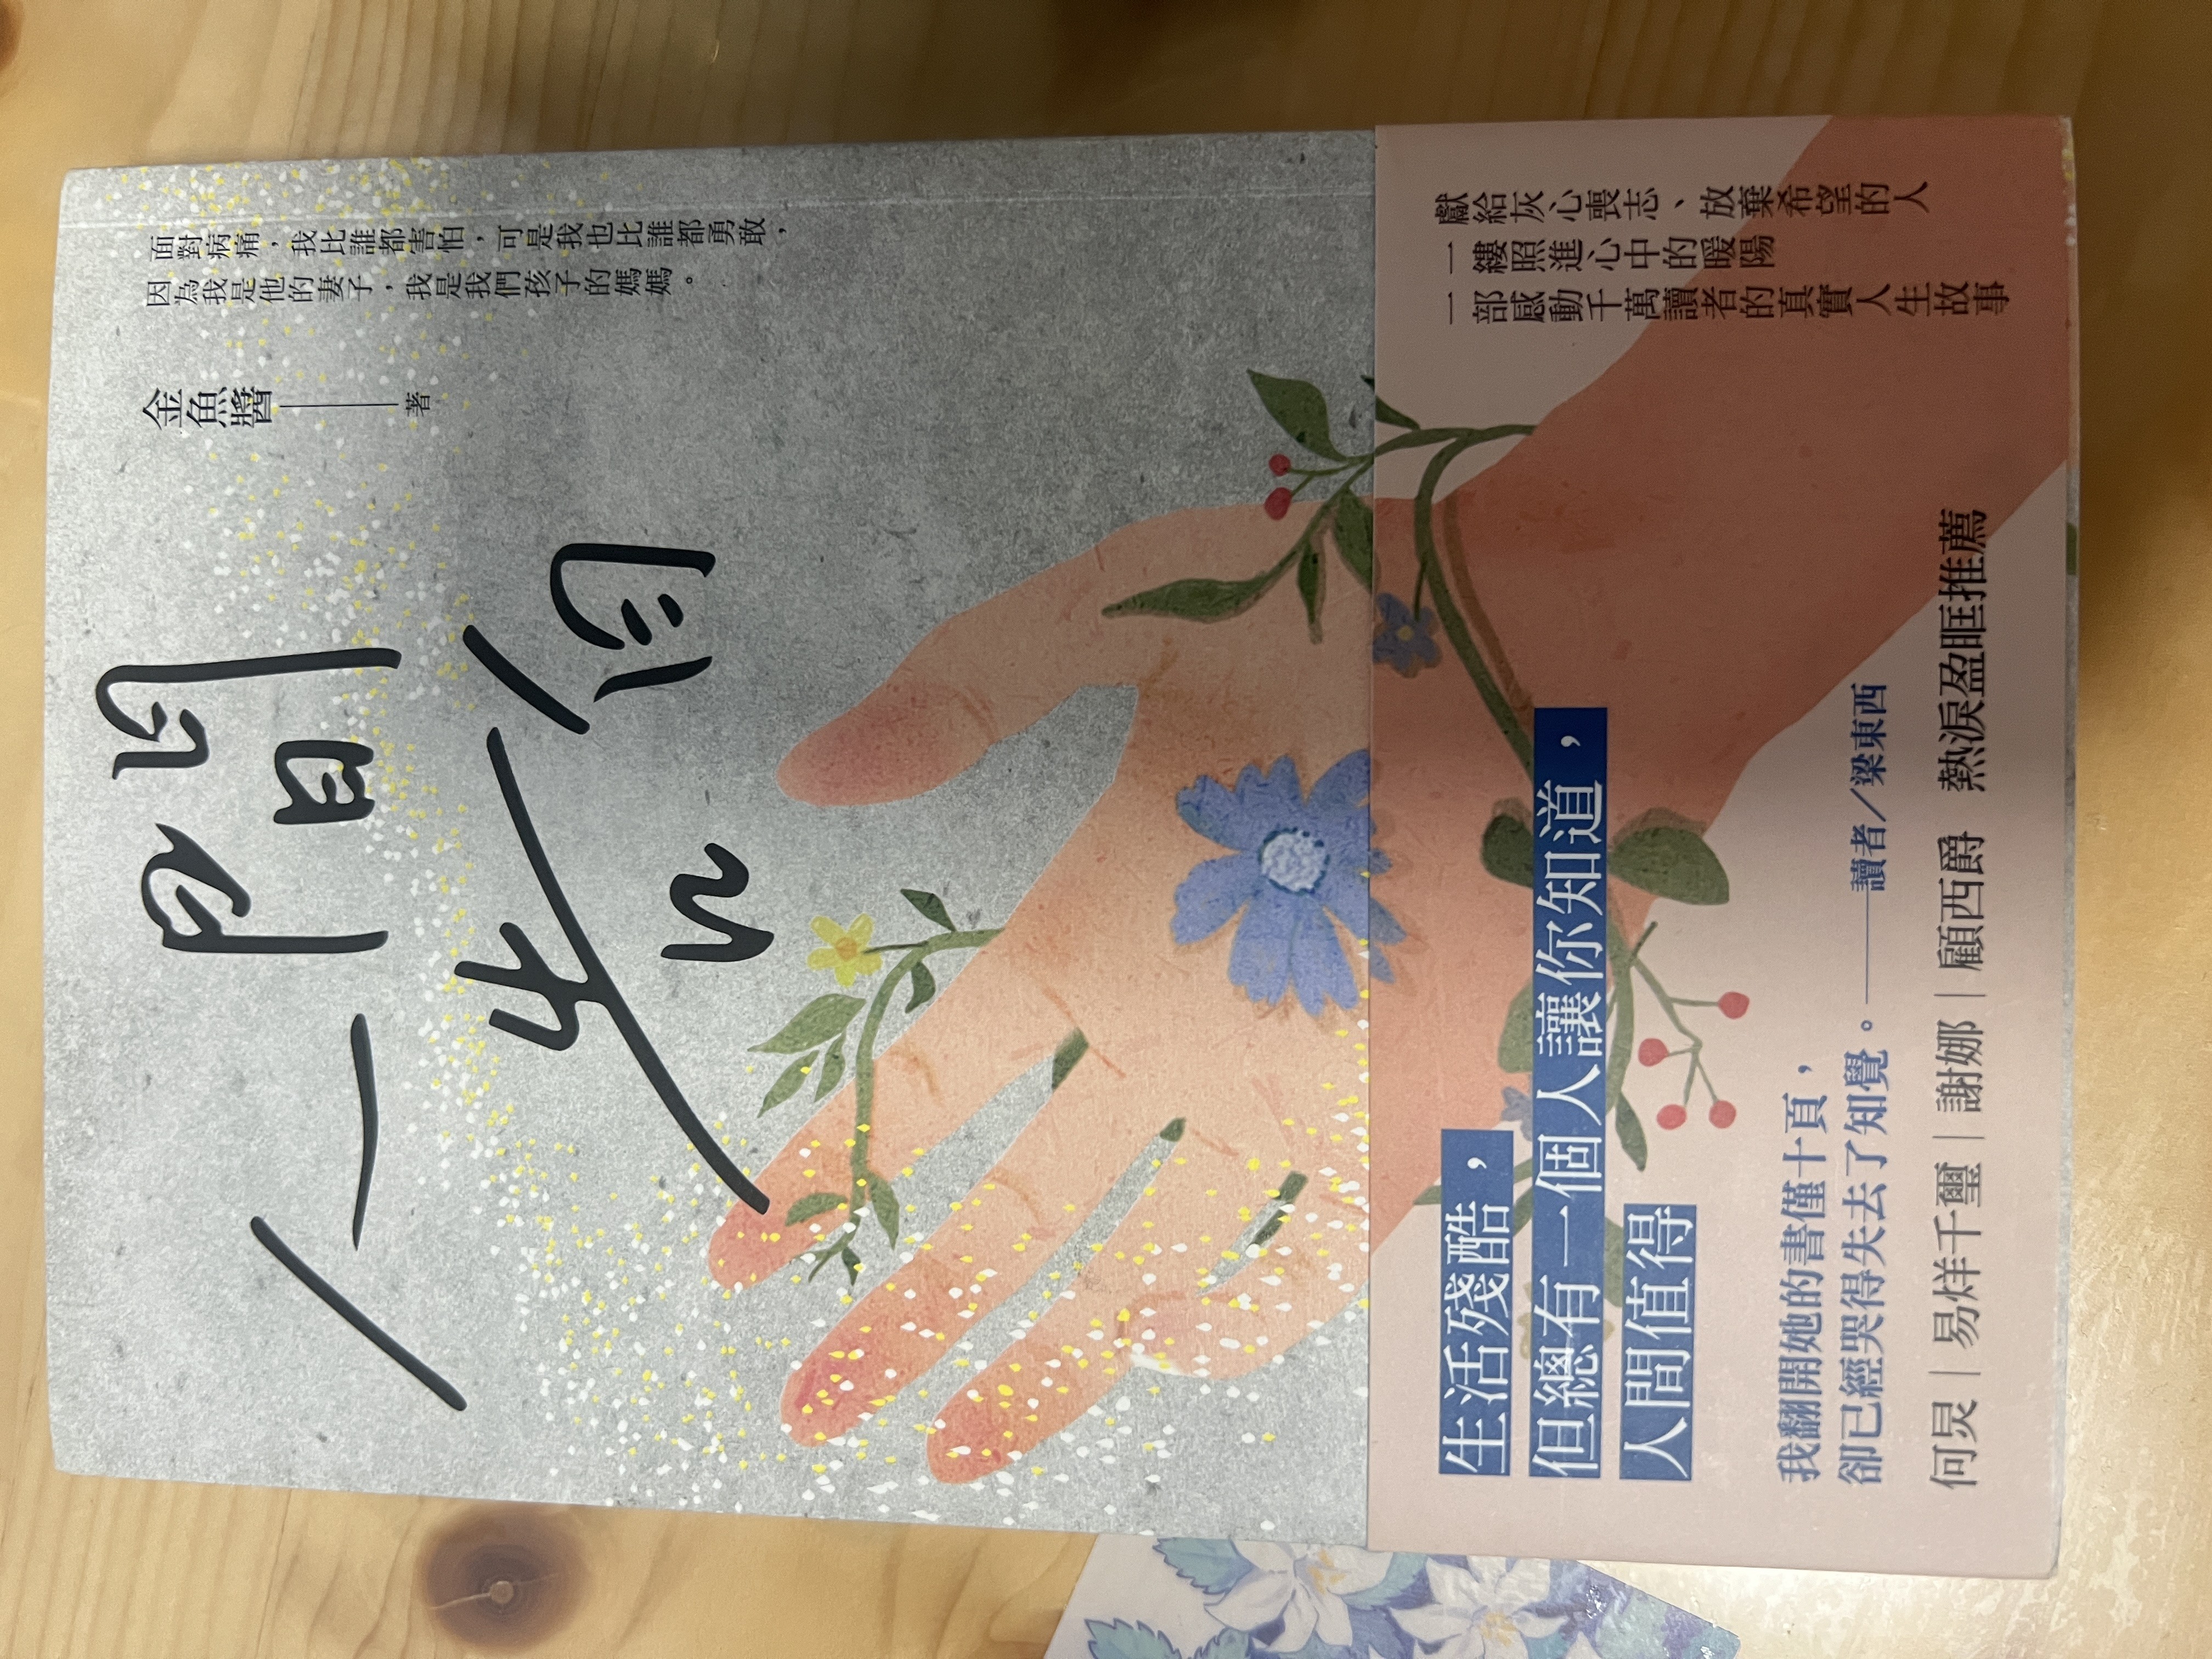 面對病痛，我比誰都害怕，可是我也比誰都勇敢，
因為我是他的妻子，我是我們孩子的媽媽。
金魚醬 著
人間
獻給灰心喪志、放棄希望的人
一縷照進心中的暖陽
一部感動千萬讀者的真實人生故事
生活殘酷，
但總有一個人讓你知道，
人間值得
我翻開她的書僅十頁，
卻已經哭得失去了知覺。——讀者／梁東西
何炅｜易烊千璽｜謝娜｜顧西爵 熱淚盈眶推薦